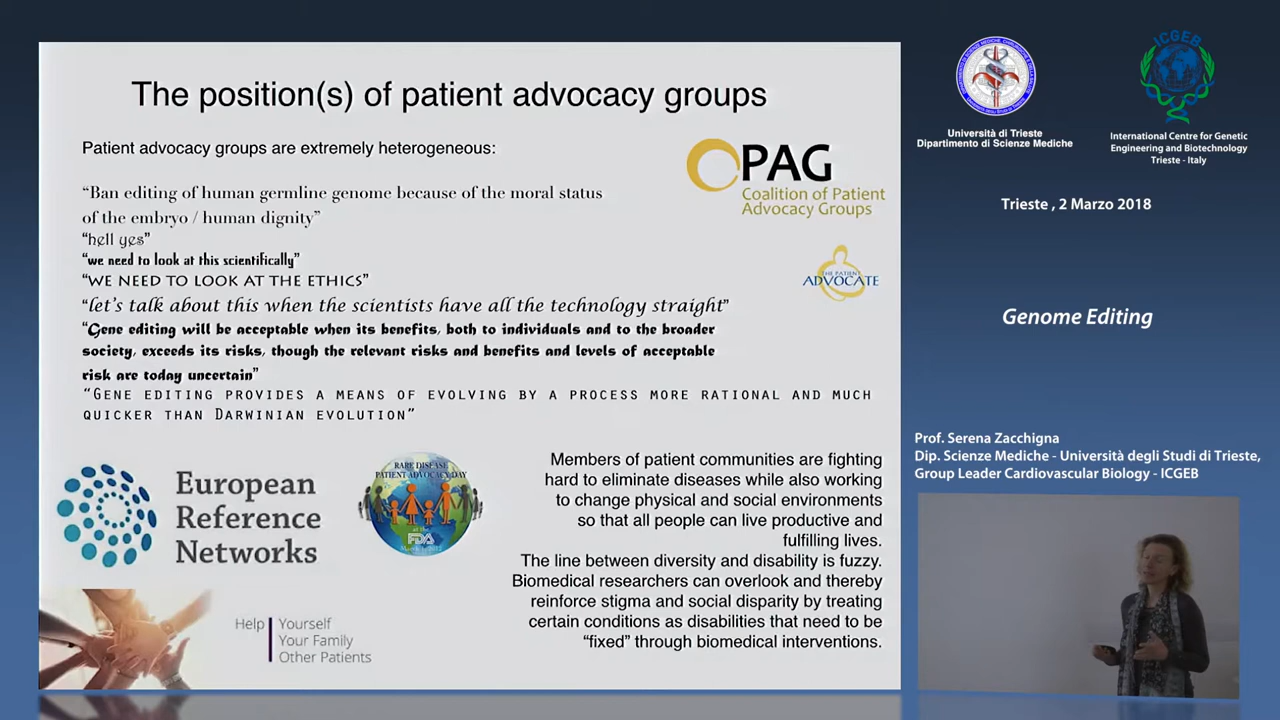 The position(s) of patient advocacy groups
Patient advocacy groups are extremely heterogeneous:
“Ban editing of human germline genome because of the moral status
of the embryo / human dignity”
“hell yes”
“we need to look at this scientifically”
“WE NEED TO LOOK AT THE ETHICS”
“let’s talk about this when the scientists have all the technology straight”
“Gene editing will be acceptable when its benefits, both to individuals and to the broader
society, exceeds its risks, though the relevant risks and benefits and levels of acceptable
risk are today uncertain”
“GENE EDITING PROVIDES A MEANS OF EVOLVING BY A PROCESS MORE RATIONAL AND MUCH
QUICKER THAN DARWINIAN EVOLUTION”
PAG
Coalition of Patient
Advocacy Groups
THE PATIENT
ADVOCATE
European
Reference
Networks
RARE DISEASE
PATIENT ADVOCACY DAY
at the
FDA
Members of patient communities are fighting
hard to eliminate diseases while also working
to change physical and social environments
so that all people can live productive and
fulfilling lives.
The line between diversity and disability is fuzzy.
Biomedical researchers can overlook and thereby
reinforce stigma and social disparity by treating
certain conditions as disabilities that need to be
“fixed” through biomedical interventions.
Help
Yourself
Your Family
Other Patients
Università di Trieste
Dipartimento di Scienze Mediche
ICGEB
International Centre for Genetic
Engineering and Biotechnology
Trieste - Italy
Trieste , 2 Marzo 2018
Genome Editing
Prof. Serena Zacchigna
Dip. Scienze Mediche - Università degli Studi di Trieste,
Group Leader Cardiovascular Biology - ICGEB